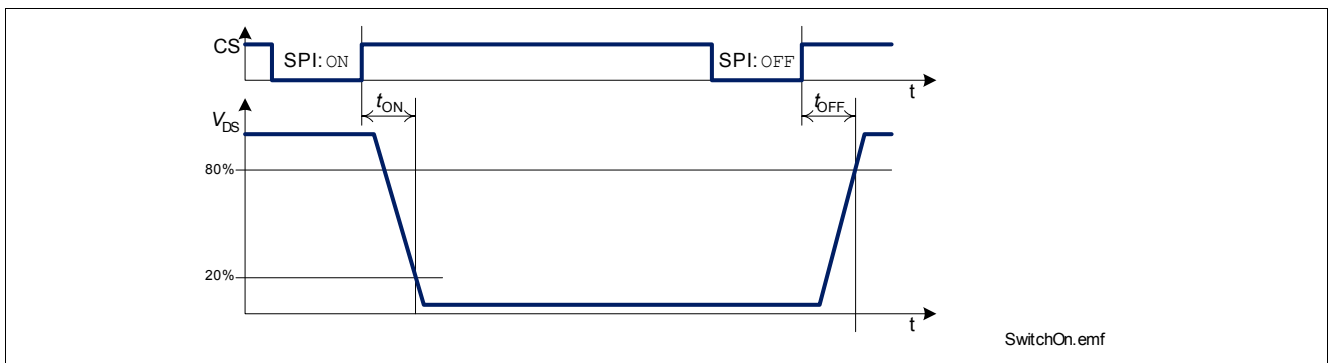 CS
SPI: ON
SPI: OFF
t
tON
tOFF
VDS
80%
20%
t
SwitchOn.emf